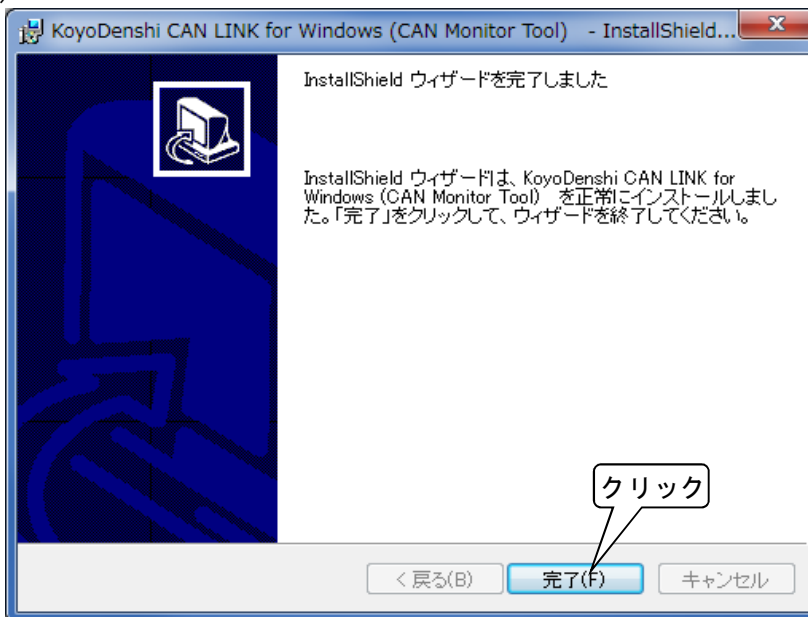 KoyoDenshi CAN LINK for Windows (CAN Monitor Tool) - InstallShield...
InstallShield ウィザードを完了しました
InstallShield ウィザードは、KoyoDenshi CAN LINK for
Windows (CAN Monitor Tool) を正常にインストールしまし
た。「完了」をクリックして、ウィザードを終了してください。
クリック
< 戻る(B)
完了(F)
キャンセル